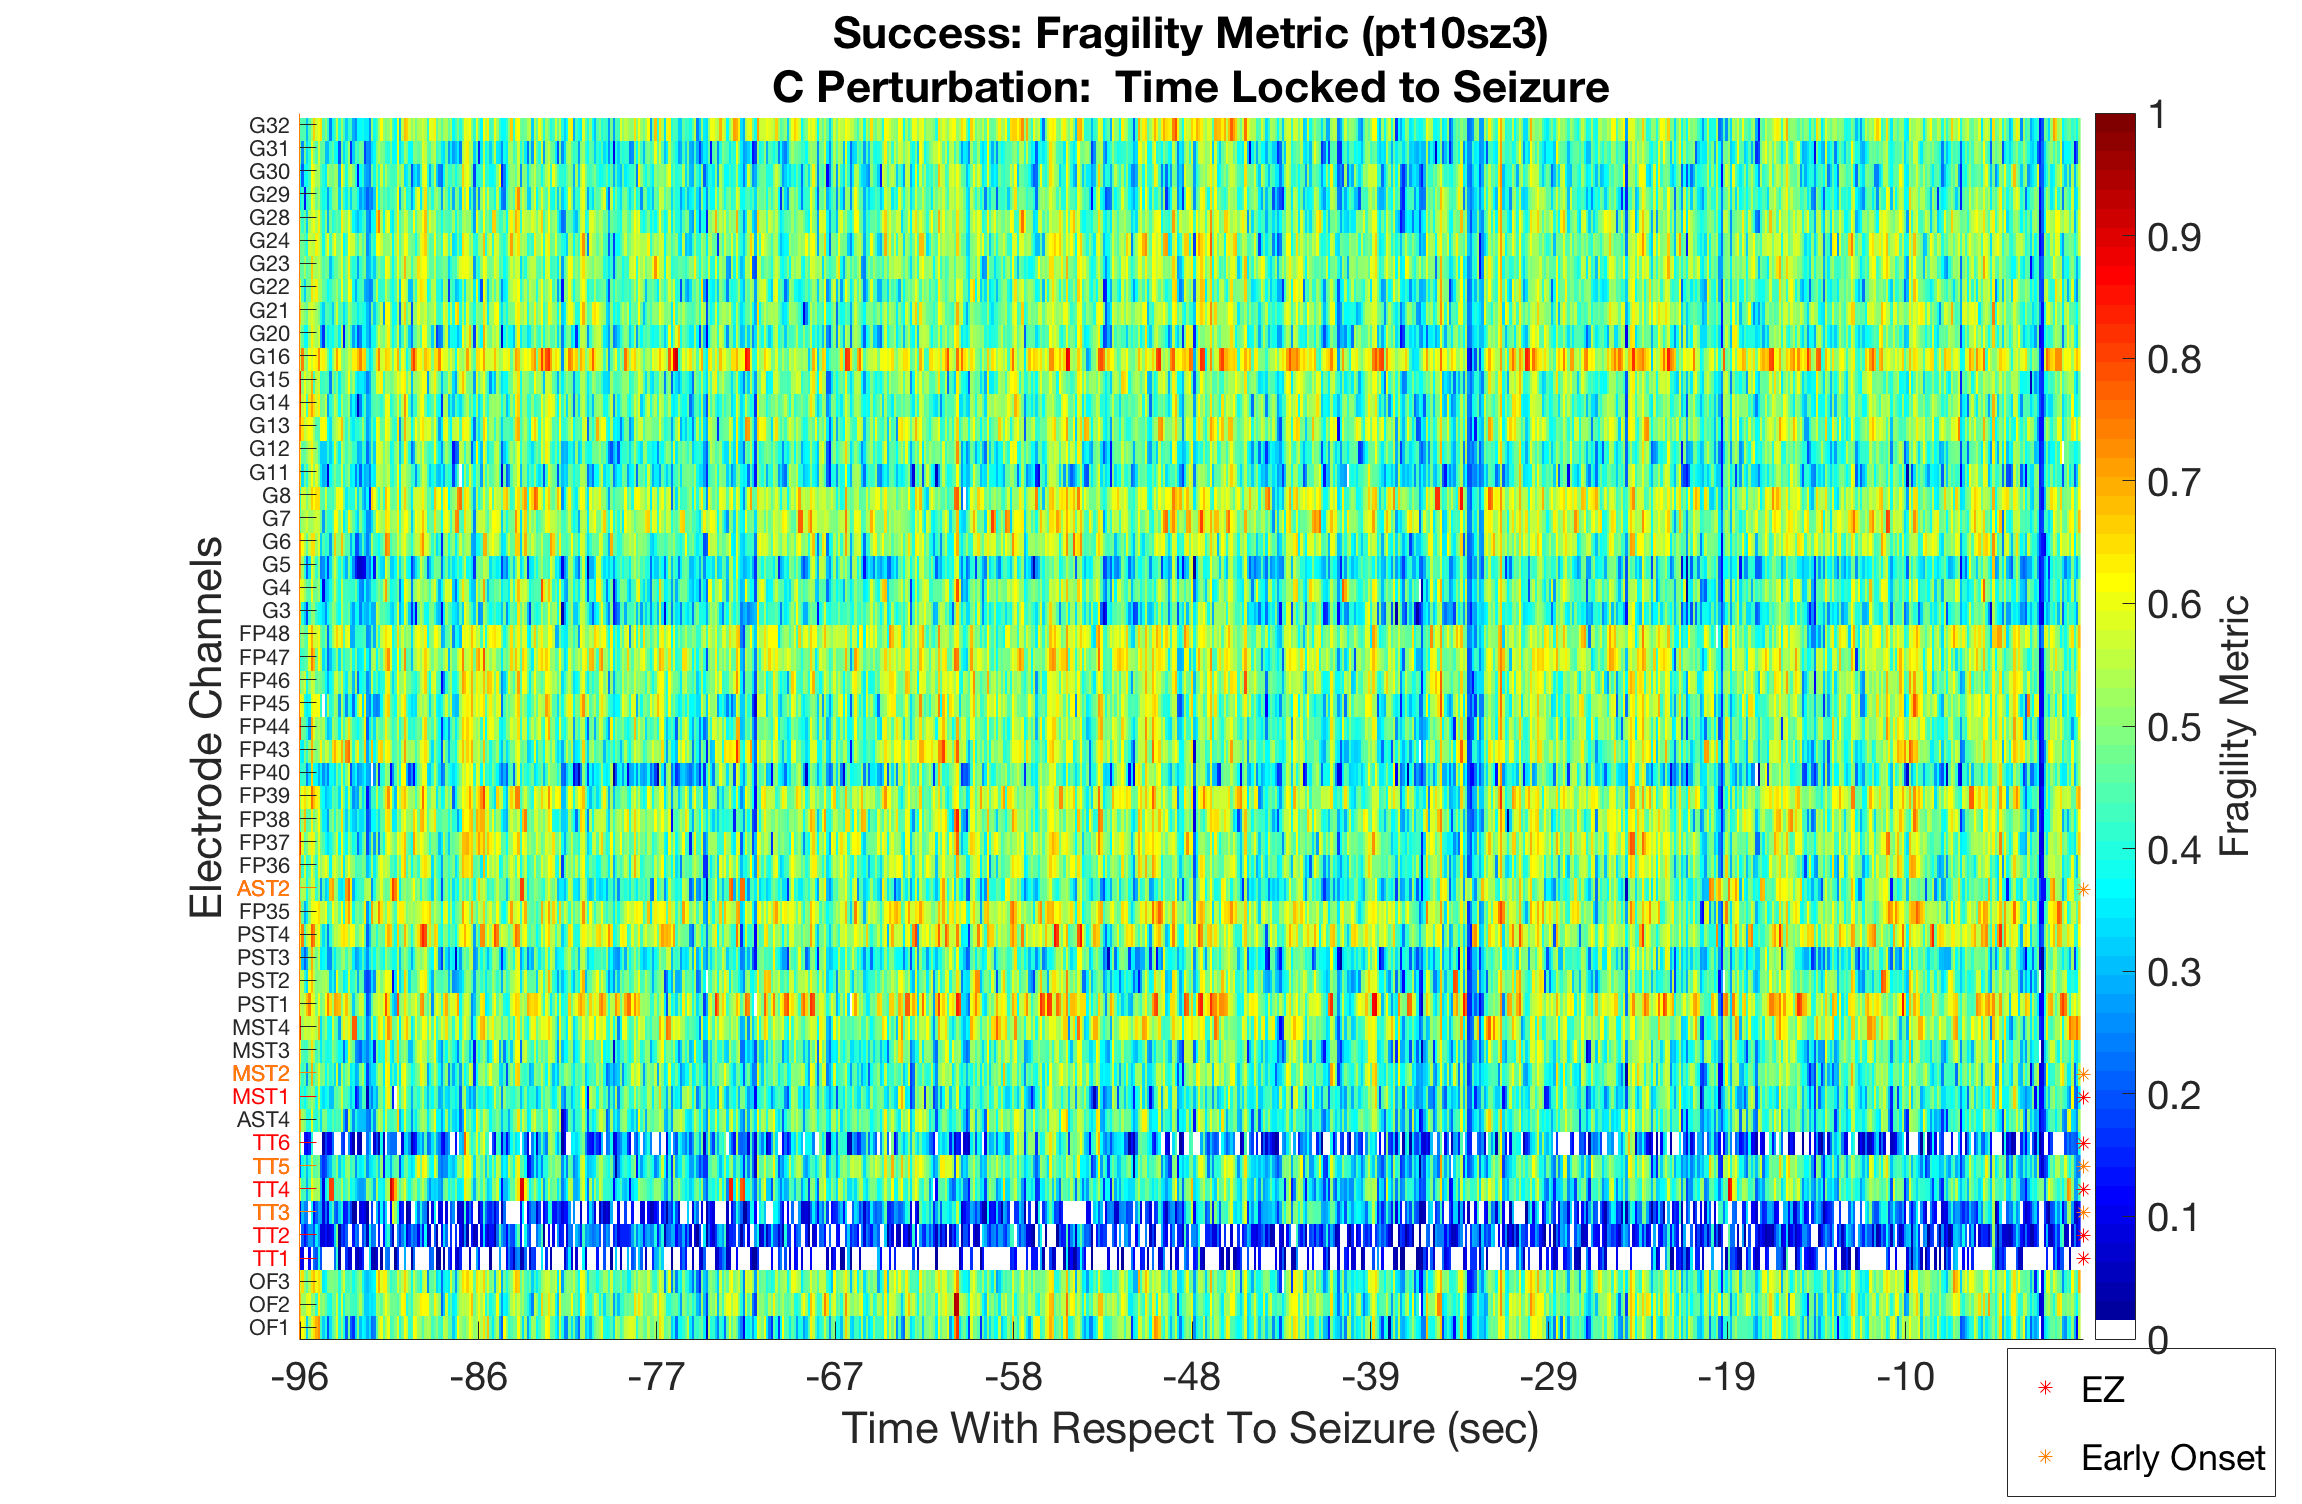 Success: Fragility Metric (pt10sz3)
C Perturbation:  Time Locked to Seizure
Electrode Channels
G32
G31
G30
G29
G28
G24
G23
G22
G21
G20
G16
G15
G14
G13
G12
G11
G8
G7
G6
G5
G4
G3
FP48
FP47
FP46
FP45
FP44
FP43
FP40
FP39
FP38
FP37
FP36
AST2
FP35
PST4
PST3
PST2
PST1
MST4
MST3
MST2
MST1
AST4
TT6
TT5
TT4
TT3
TT2
TT1
OF3
OF2
OF1
-96 -86 -77 -67 -58 -48 -39 -29 -19 -10
Time With Respect To Seizure (sec)
1
0.9
0.8
0.7
0.6
0.5
0.4
0.3
0.2
0.1
0
Fragility Metric
EZ
Early Onset